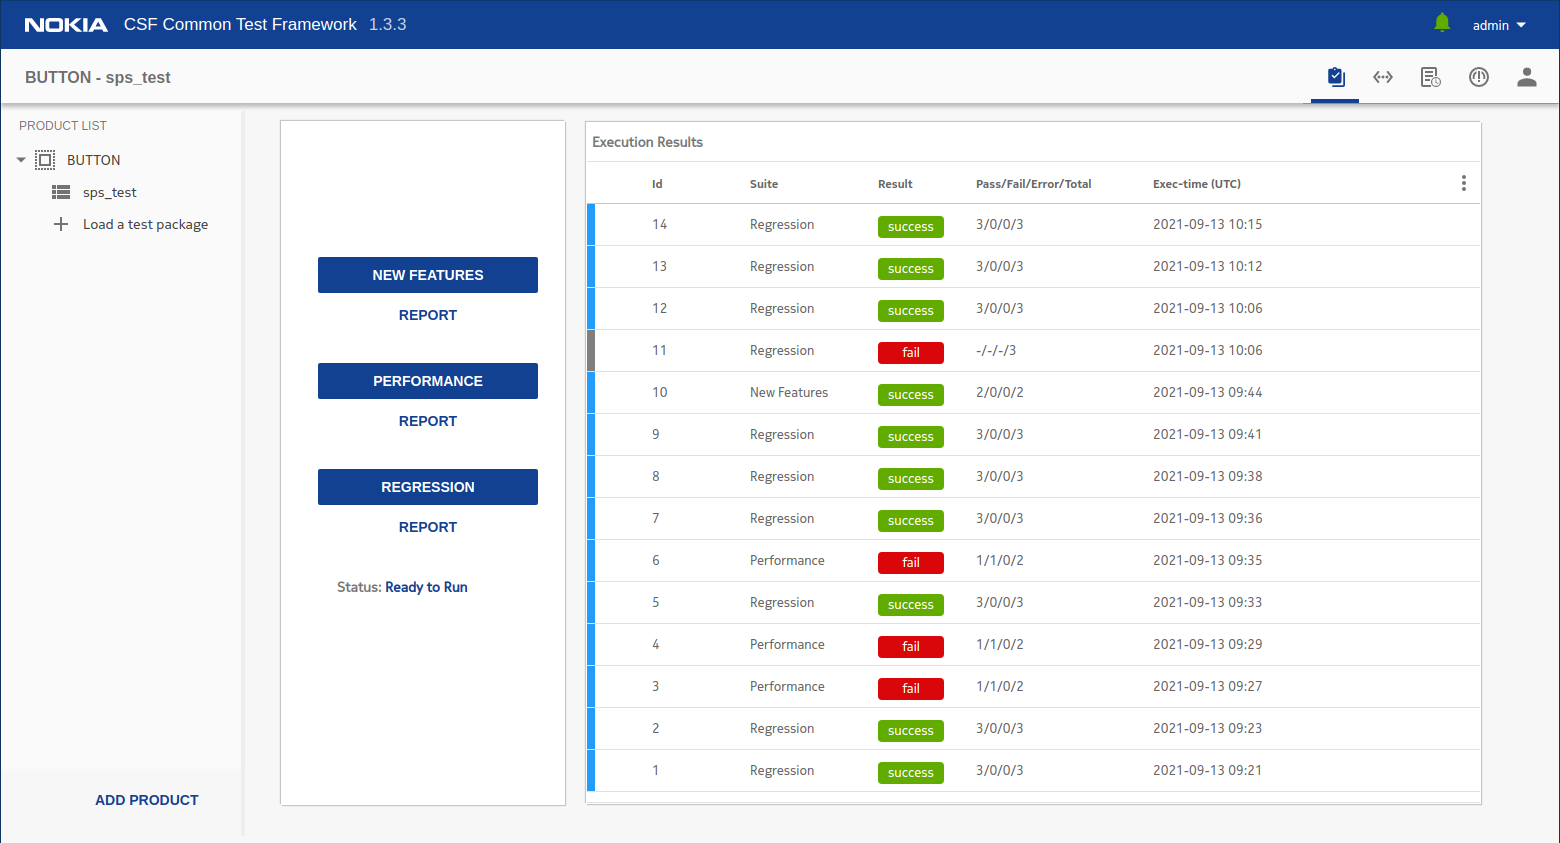 NOKIA CSF Common Test Framework 1.3.3 admin
BUTTON - sps_test
PRODUCT LIST
BUTTON
sps_test
Load a test package
ADD PRODUCT
NEW FEATURES
REPORT
PERFORMANCE
REPORT
REGRESSION
REPORT
Status: Ready to Run
Execution Results
Id Suite Result Pass/Fail/Error/Total Exec-time (UTC)
14 Regression success 3/0/0/3 2021-09-13 10:15
13 Regression success 3/0/0/3 2021-09-13 10:12
12 Regression success 3/0/0/3 2021-09-13 10:06
11 Regression fail -/-/-/3 2021-09-13 10:06
10 New Features success 2/0/0/2 2021-09-13 09:44
9 Regression success 3/0/0/3 2021-09-13 09:41
8 Regression success 3/0/0/3 2021-09-13 09:38
7 Regression success 3/0/0/3 2021-09-13 09:36
6 Performance fail 1/1/0/2 2021-09-13 09:35
5 Regression success 3/0/0/3 2021-09-13 09:33
4 Performance fail 1/1/0/2 2021-09-13 09:29
3 Performance fail 1/1/0/2 2021-09-13 09:27
2 Regression success 3/0/0/3 2021-09-13 09:23
1 Regression success 3/0/0/3 2021-09-13 09:21